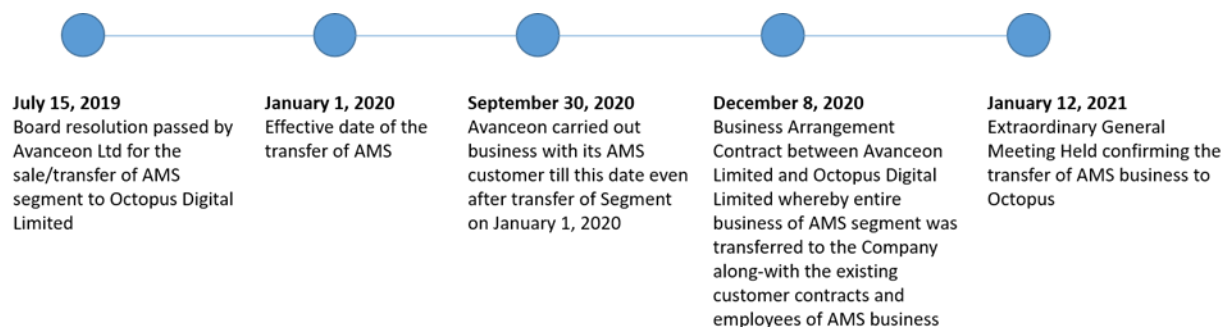 July 15, 2019
Board resolution passed by
Avanceon Ltd for the
sale/transfer of AMS
segment to Octopus Digital
Limited
January 1, 2020
Effective date of the
transfer of AMS
September 30, 2020
Avanceon carried out
business with its AMS
customer till this date even
after transfer of Segment
on January 1, 2020
December 8, 2020
Business Arrangement
Contract between Avanceon
Limited and Octopus Digital
Limited whereby entire
business of AMS segment was
transferred to the Company
along-with the existing
customer contracts and
employees of AMS business
January 12, 2021
Extraordinary General
Meeting Held confirming the
transfer of AMS business to
Octopus